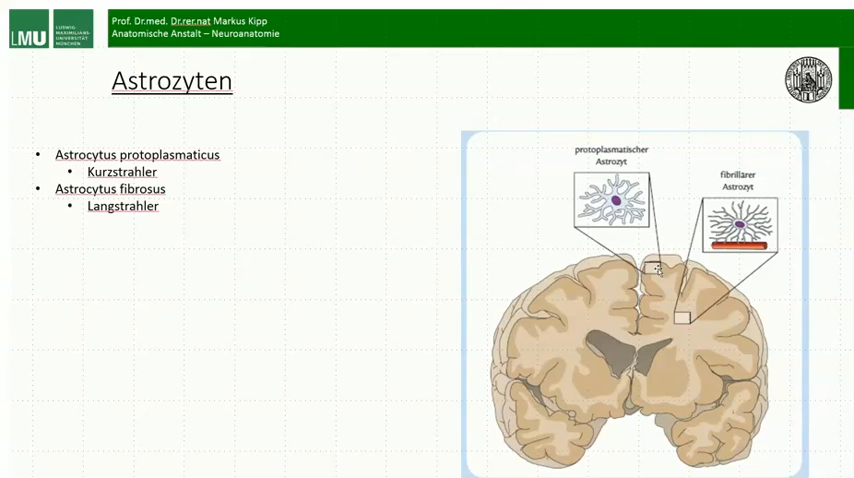 LMU
LUDWIG-
MAXIMILIANS-
UNIVERSITÄT
MÜNCHEN
Prof. Dr.med. Dr.rer.nat Markus Kipp
Anatomische Anstalt – Neuroanatomie
Astrozyten
• Astrocytus protoplasmaticus
• Kurzstrahler
• Astrocytus fibrosus
• Langstrahler
protoplasmatischer
Astrozyt
fibrillärer
Astrozyt